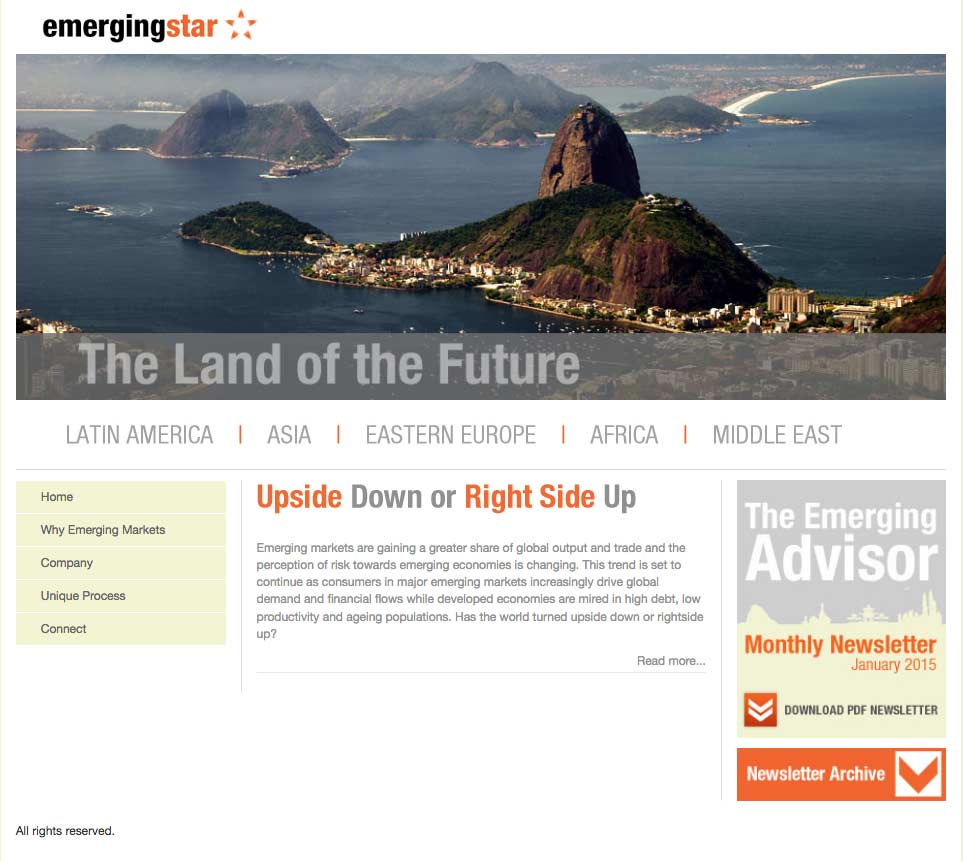 emergingstar
The Land of the Future
LATIN AMERICA | ASIA | EASTERN EUROPE | AFRICA | MIDDLE EAST
Home
Why Emerging Markets
Company
Unique Process
Connect
Upside Down or Right Side Up
Emerging markets are gaining a greater share of global output and trade and the
perception of risk towards emerging economies is changing. This trend is set to
continue as consumers in major emerging markets increasingly drive global
demand and financial flows while developed economies are mired in high debt, low
productivity and ageing populations. Has the world turned upside down or rightside
up?
Read more...
The Emerging
Advisor
Monthly Newsletter
January 2015
DOWNLOAD PDF NEWSLETTER
Newsletter Archive
All rights reserved.